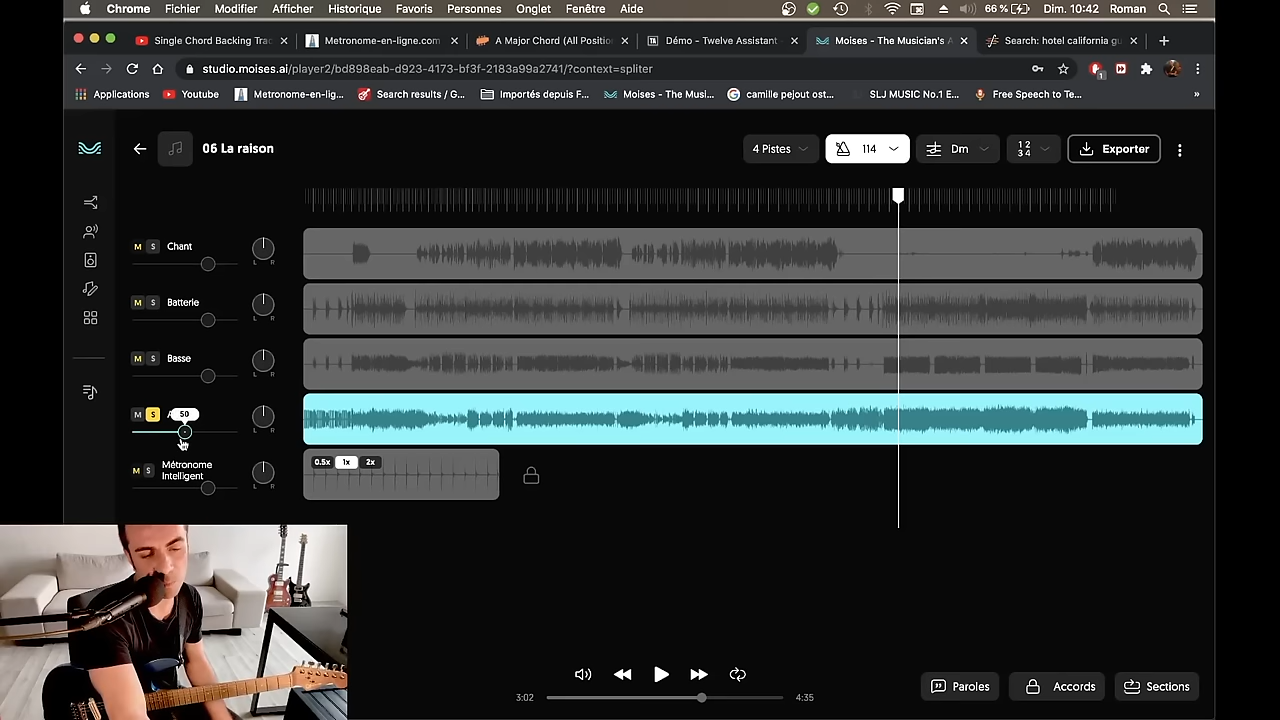 Chrome Fichier Modifier Afficher Historique Favoris Personnes Onglet Fenêtre Aide 66 % Dim. 10:42 Roman
Single Chord Backing Trac Metronome-en-ligne.com A Major Chord (All Positio Démo - Twelve Assistant Moises - The Musician's A Search: hotel california gu
studio.moises.ai/player2/bd898eab-d923-4173-bf3f-2183a99a2741/?context=spliter
Applications Youtube Metronome-en-lig... Search results / G... Importés depuis F... Moises - The Musi... camille pejout ost... SLJ MUSIC No.1 E... Free Speech to Te... »
06 La raison 4 Pistes 114 Dm 1 2 3 4 Exporter
M S Chant L R
M S Batterie L R
M S Basse L R
M S 50 L R
M S Métronome Intelligent L R 0.5x 1x 2x
3:02 4:35 Paroles Accords Sections